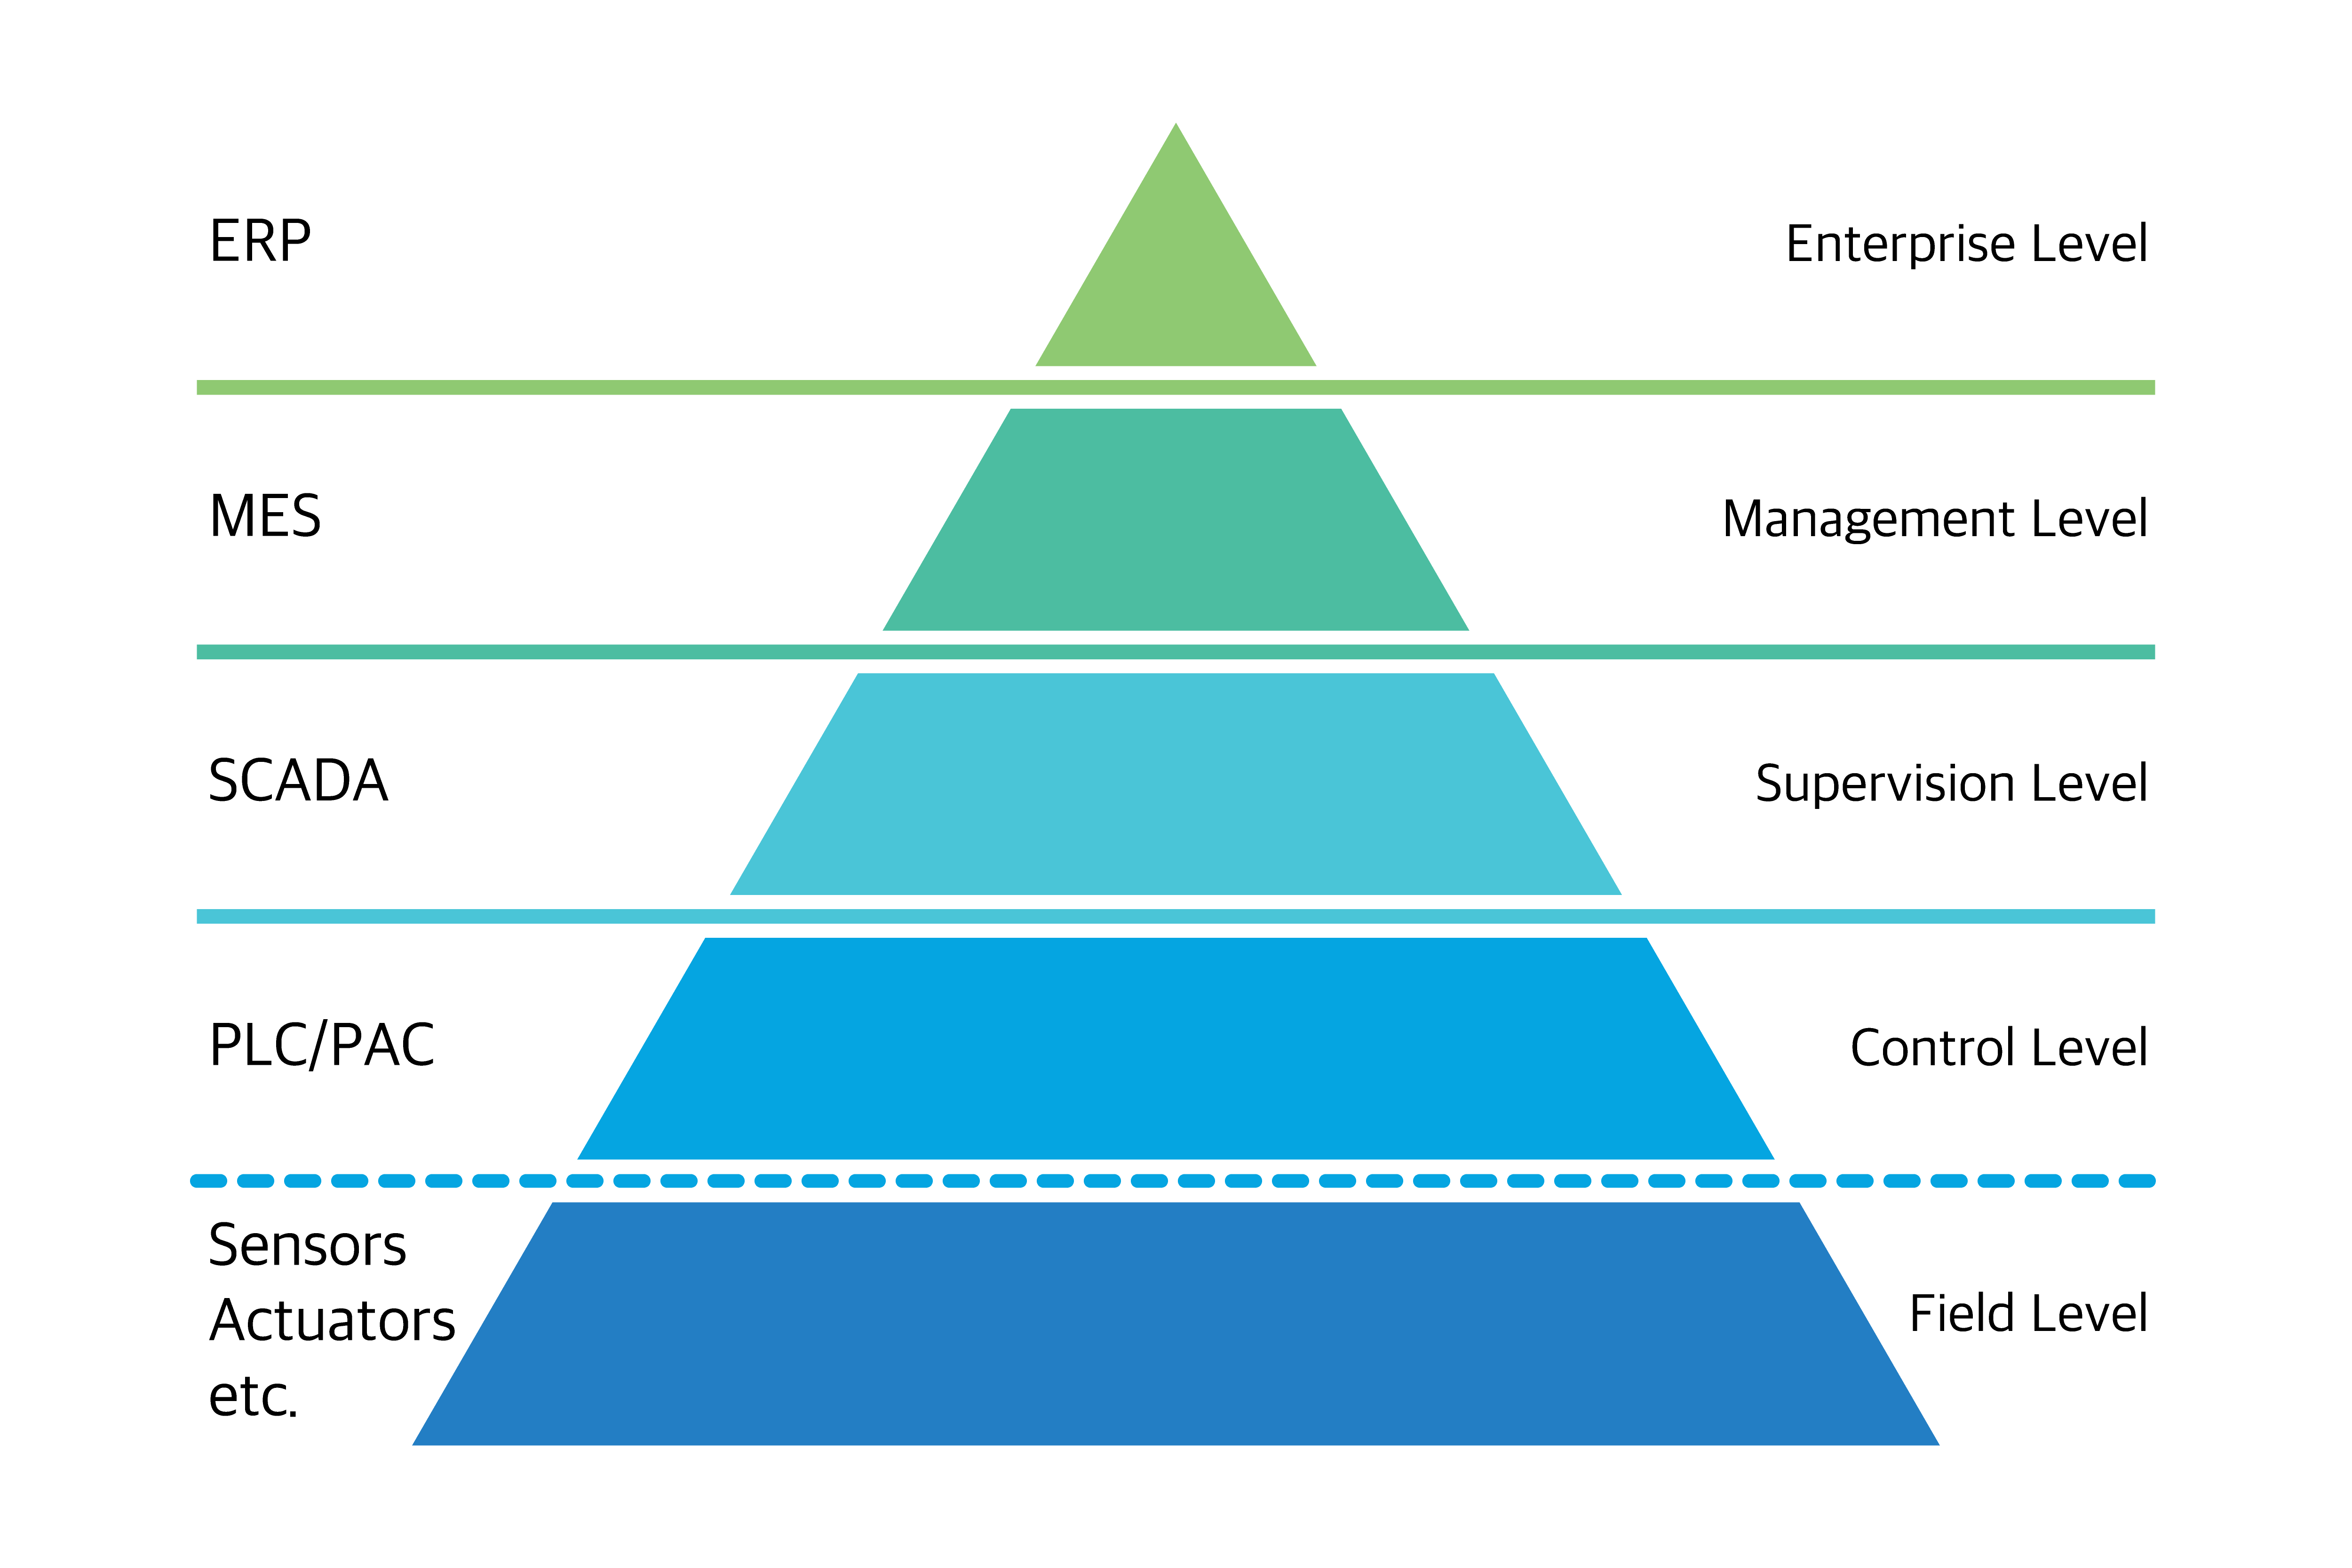 ERP
Enterprise Level
MES
Management Level
SCADA
Supervision Level
PLC/PAC
Control Level
Sensors
Actuators
etc.
Field Level